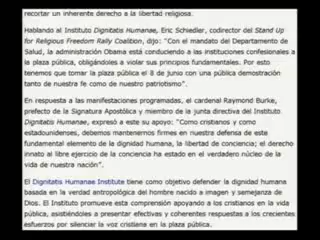 recortar un inherente derecho a la libertad religiosa.
Hablando al Instituto Dignitatis Humanae, Eric Schiedler, codirector del Stand Up
for Religious Freedom Rally Coalition, dijo: "Con el mandato del Departamento de
Salud, la administración Obama está conduciendo a las instituciones confesionales a
la plaza pública, obligándoles a violar sus principios fundamentales. Por esto
tenemos que tomar la plaza pública el 8 de junio con una pública demostración
tanto de nuestra fe como de nuestro patriotismo".
En respuesta a las manifestaciones programadas, el cardenal Raymond Burke,
prefecto de la Signatura Apostólica y miembro de la junta directiva del Instituto
Dignitatis Humanae, expresó a este su apoyo: "Como cristianos y como
estadounidenses, debemos mantenernos firmes en nuestra defensa de este
fundamental elemento de la dignidad humana, la libertad de conciencia; el derecho
innato al libre ejercicio de la conciencia ha estado en el verdadero núcleo de la
vida de nuestra nación".
El Dignitatis Humanae Institute tiene como objetivo defender la dignidad humana
basada en la verdad antropológica del hombre nacido a imagen y semejanza de
Dios. El Instituto promueve esta comprensión apoyando a los cristianos en la vida
pública, asistiéndoles a presentar efectivas y coherentes respuestas a los crecientes
esfuerzos por silenciar la voz cristiana en la plaza pública.